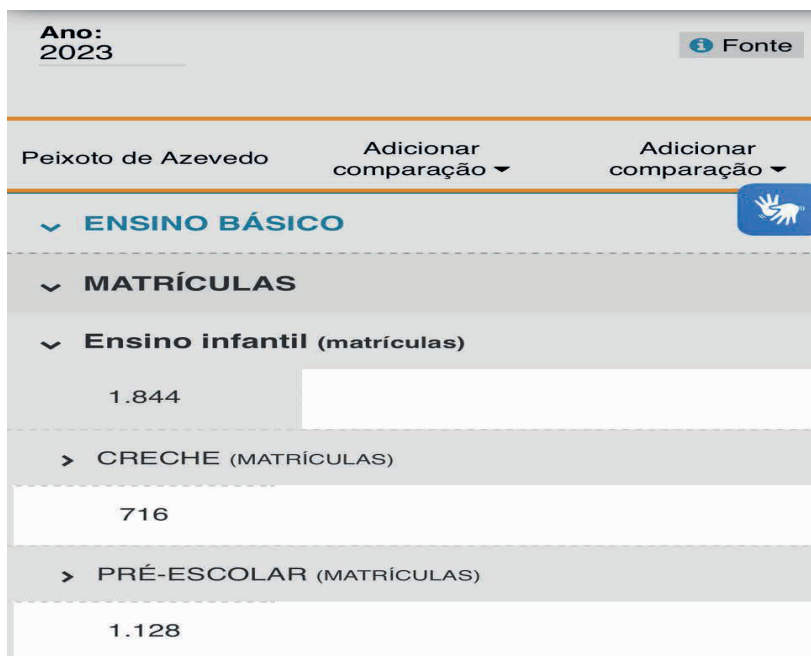 Ano:
2023
Fonte
Peixoto de Azevedo
Adicionar
comparação
Adicionar
comparação
ENSINO BÁSICO
MATRÍCULAS
Ensino infantil (matrículas)
1.844
CRECHE (MATRÍCULAS)
716
PRÉ-ESCOLAR (MATRÍCULAS)
1.128